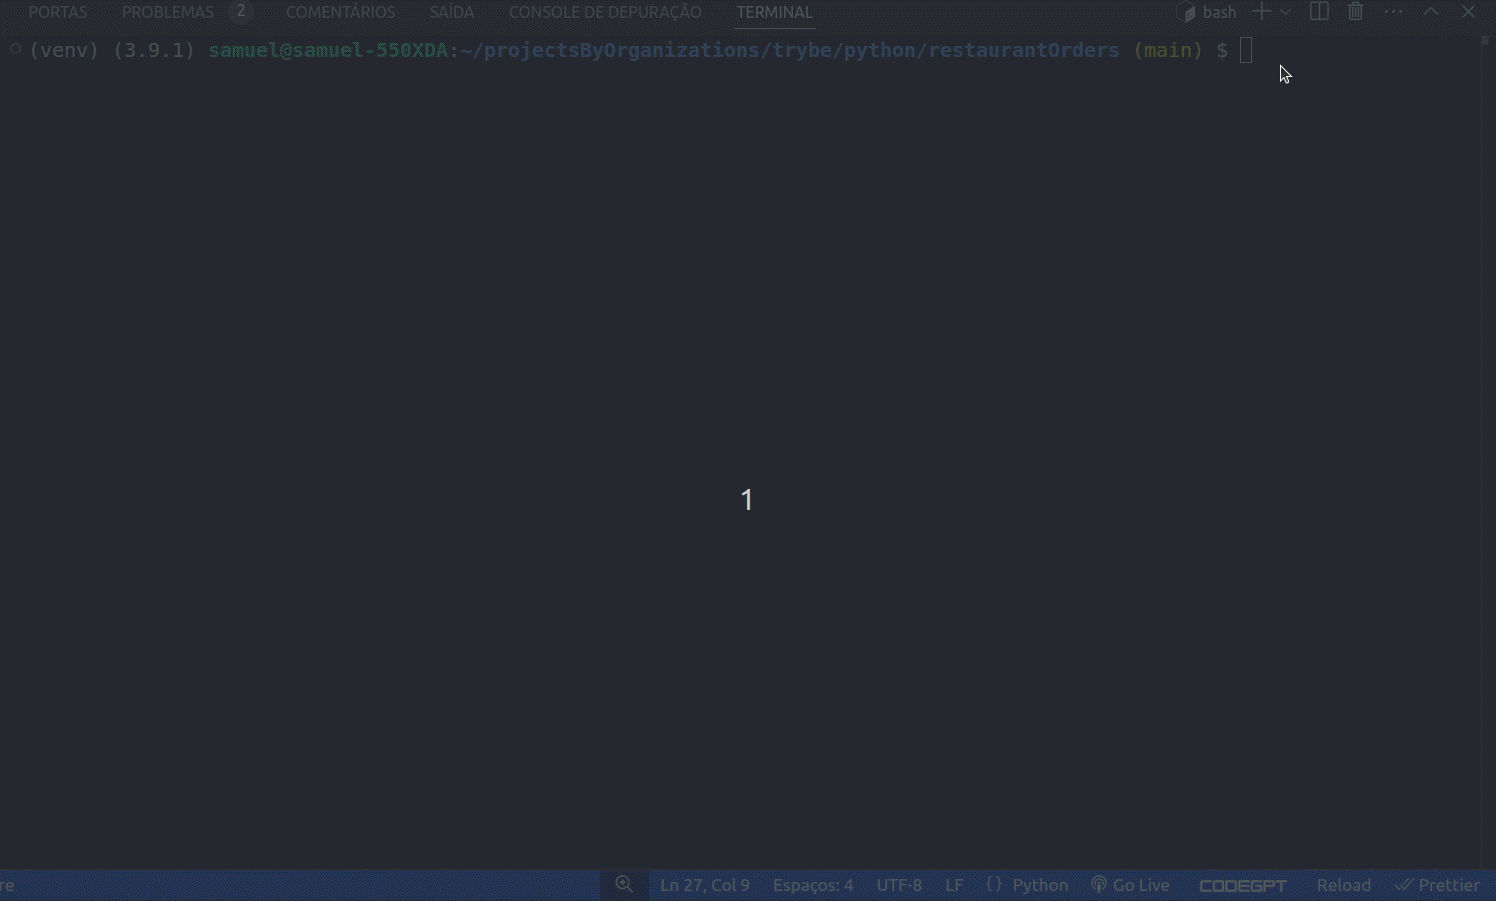 PORTAS PROBLEMAS 2 COMENTÁRIOS SAÍDA CONSOLE DE DEPURAÇÃO TERMINAL bash
(venv) (3.9.1) samuel@samuel-550XDA:~/projectsByOrganizations/trybe/python/restaurantOrders (main) $
1
re Ln 27, Col 9 Espaços: 4 UTF-8 LF {} Python Go Live CODEGPT Reload Prettier